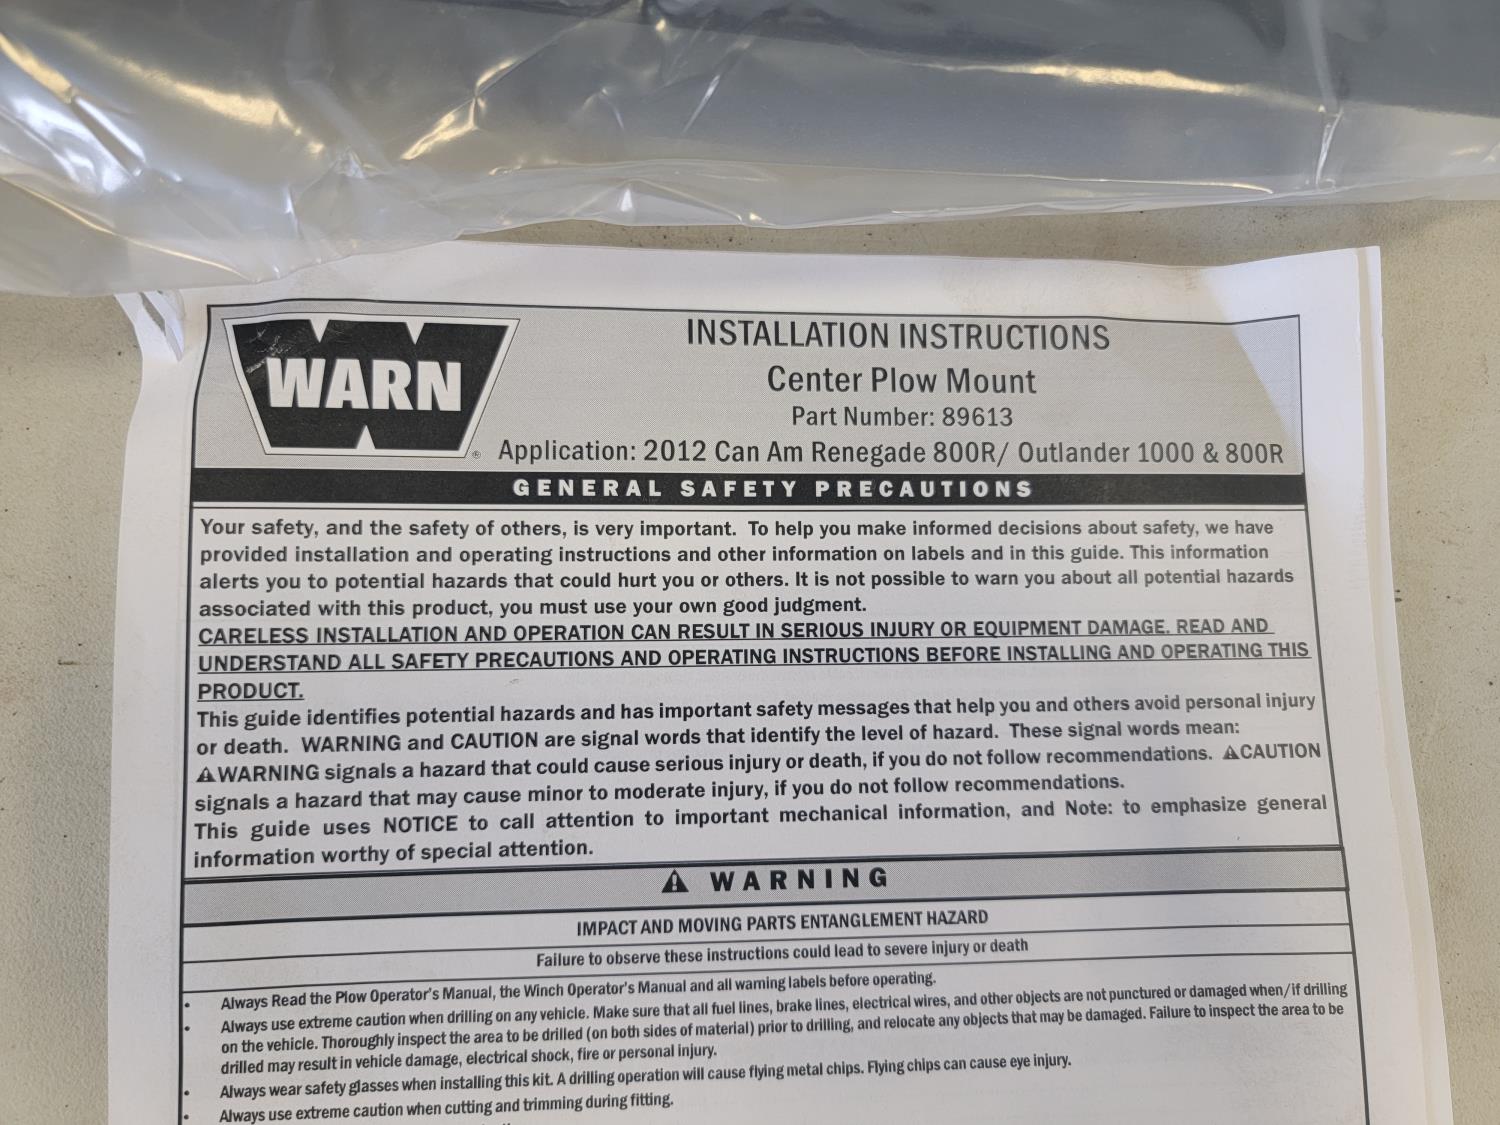 WARN
®
INSTALLATION INSTRUCTIONS
Center Plow Mount
Part Number: 89613
Application: 2012 Can Am Renegade 800R/ Outlander 1000 & 800R
GENERAL SAFETY PRECAUTIONS
Your safety, and the safety of others, is very important. To help you make informed decisions about safety, we have
provided installation and operating instructions and other information on labels and in this guide. This information
alerts you to potential hazards that could hurt you or others. It is not possible to warn you about all potential hazards
associated with this product, you must use your own good judgment.
CARELESS INSTALLATION AND OPERATION CAN RESULT IN SERIOUS INJURY OR EQUIPMENT DAMAGE. READ AND
UNDERSTAND ALL SAFETY PRECAUTIONS AND OPERATING INSTRUCTIONS BEFORE INSTALLING AND OPERATING THIS
PRODUCT.
This guide identifies potential hazards and has important safety messages that help you and others avoid personal injury
or death. WARNING and CAUTION are signal words that identify the level of hazard. These signal words mean:
⚠WARNING signals a hazard that could cause serious injury or death, if you do not follow recommendations. ⚠CAUTION
signals a hazard that may cause minor to moderate injury, if you do not follow recommendations.
This guide uses NOTICE to call attention to important mechanical information, and Note: to emphasize general
information worthy of special attention.
⚠ WARNING
IMPACT AND MOVING PARTS ENTANGLEMENT HAZARD
Failure to observe these instructions could lead to severe injury or death
• Always Read the Plow Operator's Manual, the Winch Operator's Manual and all warning labels before operating.
• Always use extreme caution when drilling on any vehicle. Make sure that all fuel lines, brake lines, electrical wires, and other objects are not punctured or damaged when/if drilling
on the vehicle. Thoroughly inspect the area to be drilled (on both sides of material) prior to drilling, and relocate any objects that may be damaged. Failure to inspect the area to be
drilled may result in vehicle damage, electrical shock, fire or personal injury.
• Always wear safety glasses when installing this kit. A drilling operation will cause flying metal chips. Flying chips can cause eye injury.
• Always use extreme caution when cutting and trimming during fitting.